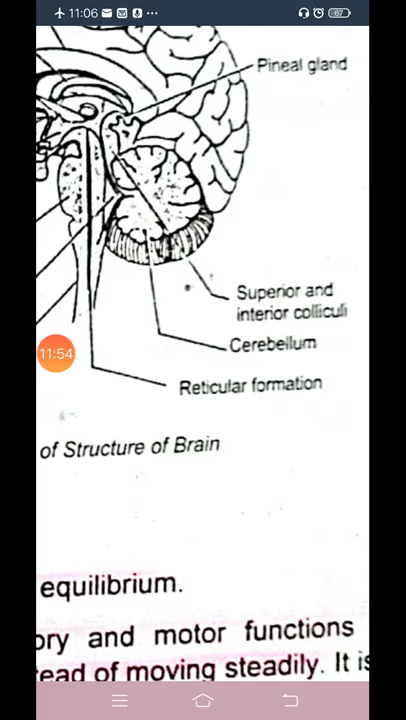 11:06
67
Pineal gland
Superior and
interior colliculi
Cerebellum
11:54
Reticular formation
of Structure of Brain
equilibrium.
ory and motor functions
ead of moving steadily. It is